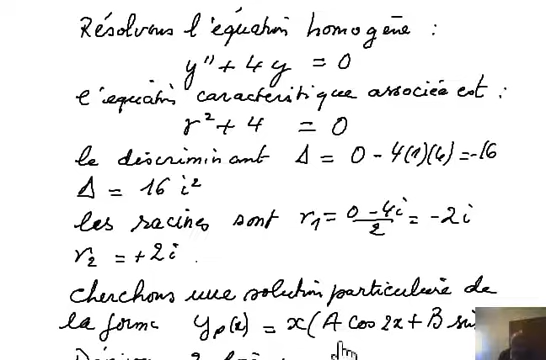 Résolvons l'équation homogène :
y'' + 4y = 0
l'équation caractéristique associée est :
r² + 4 = 0
le discriminant Δ = 0 - 4(1)(4) = -16
Δ = 16 i²
les racines sont r₁ = (0 - 4i)/2 = -2i
r₂ = +2i.
cherchons une solution particulière de
la forme yₚ(x) = x(A cos 2x + B